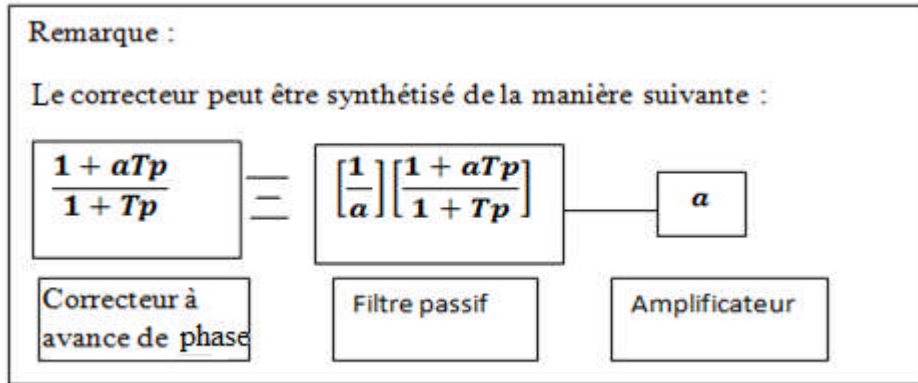 Remarque :
Le correcteur peut être synthétisé de la manière suivante :
1 + aTp
1 + Tp
[1/a][1 + aTp / 1 + Tp]
a
Correcteur à
avance de phase
Filtre passif
Amplificateur